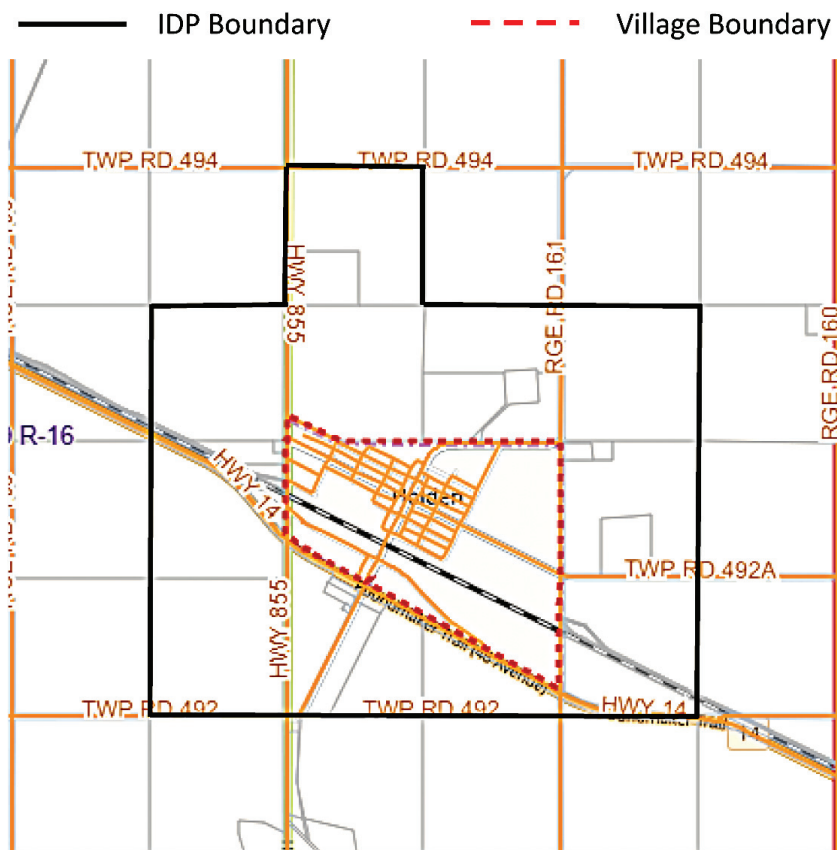 IDP Boundary
Village Boundary
TWP RD 494
TWP RD 494
TWP RD 494
HWY 855
RGE RD 161
RGE RD 160
R-16
HWY 14
Holden
TWP RD 492A
HWY 855
TWP RD 492
TWP RD 492
HWY 14
14